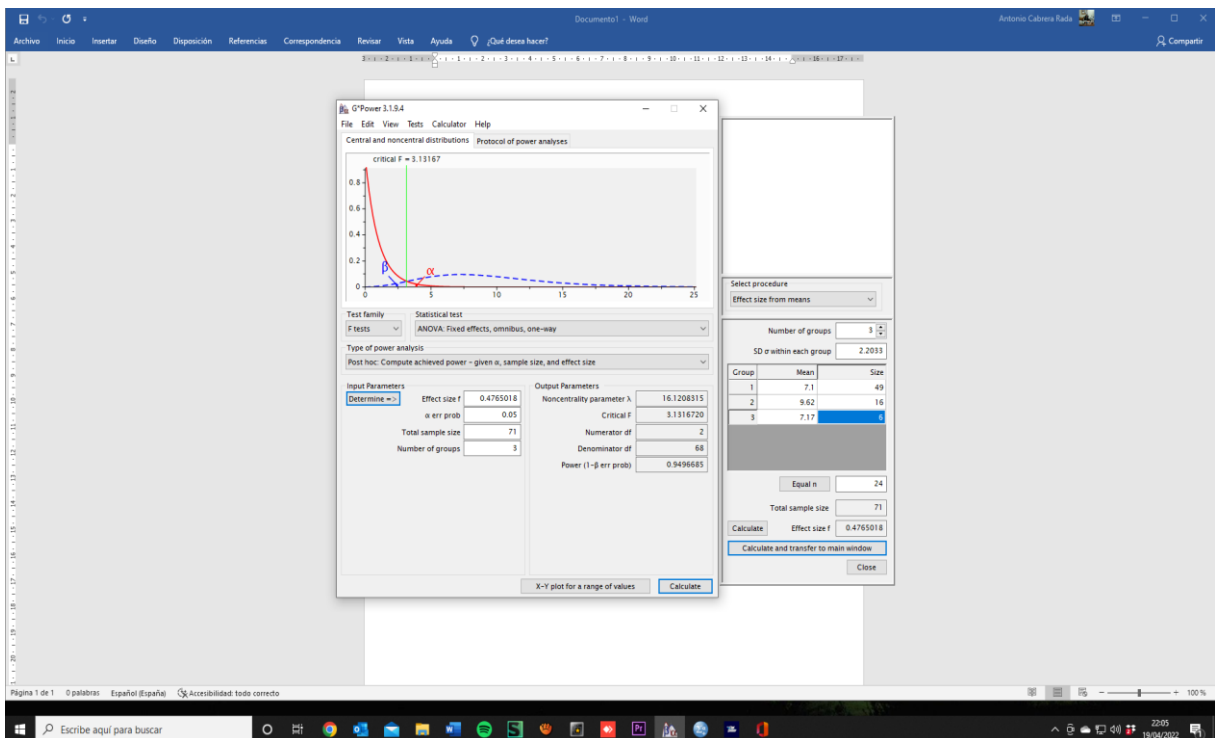 Documento1 - Word
Antonio Cabrera Rada
Archivo Inicio Insertar Diseño Disposición Referencias Correspondencia Revisar Vista Ayuda ¿Qué desea hacer? Compartir
G*Power 3.1.9.4
File Edit View Tests Calculator Help
Central and noncentral distributions Protocol of power analyses
critical F = 3.13167
0.8
0.6
0.4
0.2
β α
0
0 5 10 15 20 25
Test family Statistical test
F tests ANOVA: Fixed effects, omnibus, one-way
Type of power analysis
Post hoc: Compute achieved power – given α, sample size, and effect size
Input Parameters Output Parameters
Determine => Effect size f 0.4765018 Noncentrality parameter λ 16.1208315
α err prob 0.05 Critical F 3.1316720
Total sample size 71 Numerator df 2
Number of groups 3 Denominator df 68
Power (1-β err prob) 0.9496685
X-Y plot for a range of values Calculate
Select procedure
Effect size from means
Number of groups 3
SD σ within each group 2.2033
Group Mean Size
1 7.1 49
2 9.62 16
3 7.17 6
Equal n 24
Total sample size 71
Calculate Effect size f 0.4765018
Calculate and transfer to main window
Close
Página 1 de 1 0 palabras Español (España) Accesibilidad: todo correcto 100 %
Escribe aquí para buscar
22:05
19/04/2022